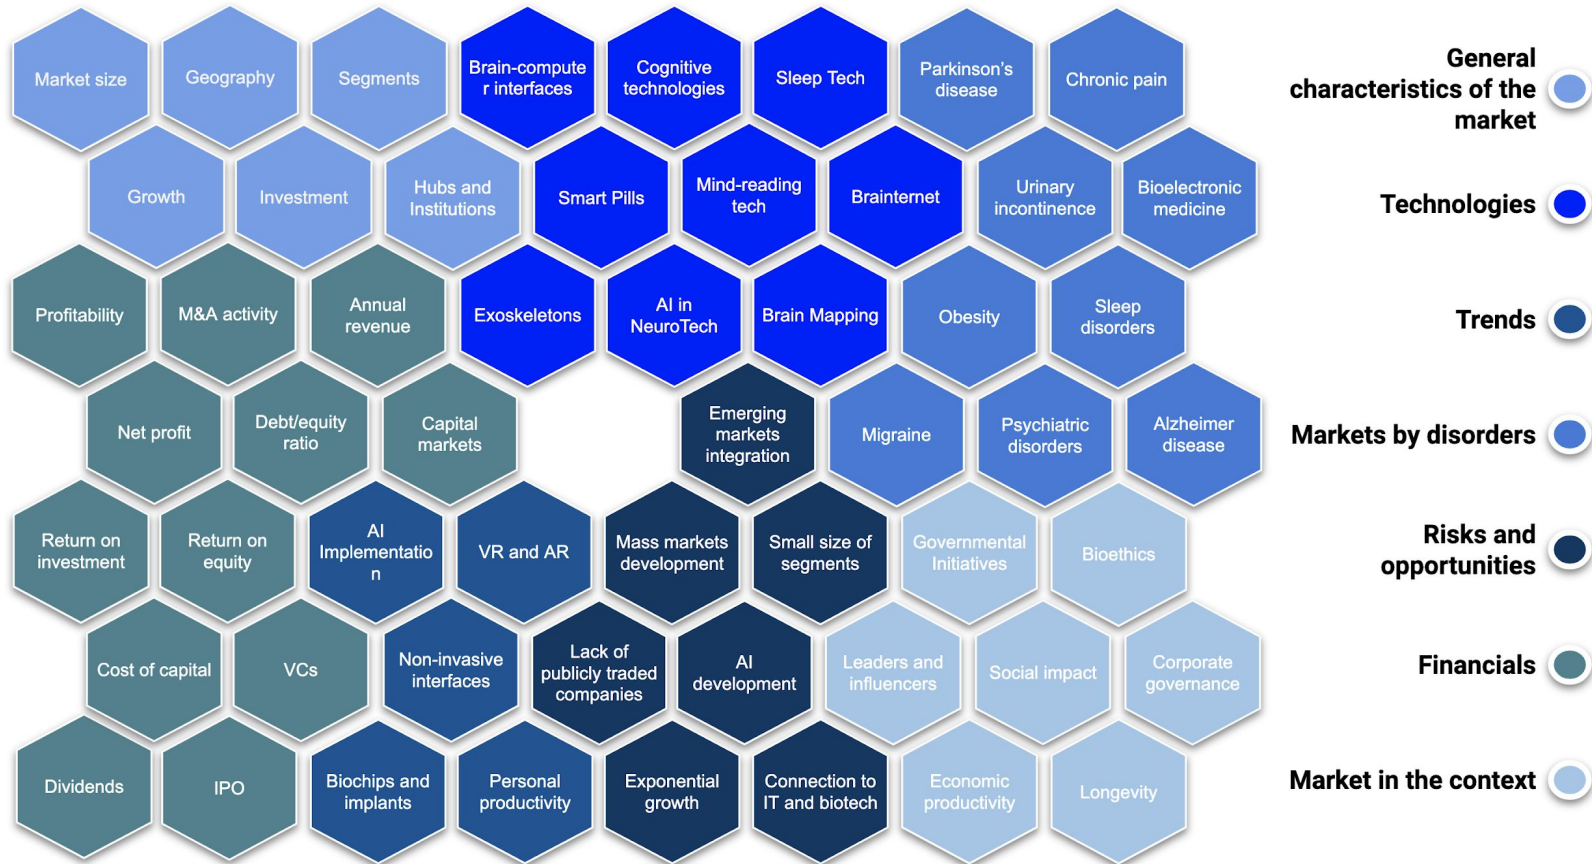 Market size
Geography
Segments
Brain-compute
r interfaces
Cognitive
technologies
Sleep Tech
Parkinson's
disease
Chronic pain
Growth
Investment
Hubs and
Institutions
Smart Pills
Mind-reading
tech
Brainternet
Urinary
incontinence
Bioelectronic
medicine
Profitability
M&A activity
Annual
revenue
Exoskeletons
AI in
NeuroTech
Brain Mapping
Obesity
Sleep
disorders
Net profit
Debt/equity
ratio
Capital
markets
Emerging
markets
integration
Migraine
Psychiatric
disorders
Alzheimer
disease
Return on
investment
Return on
equity
AI
Implementatio
n
VR and AR
Mass markets
development
Small size of
segments
Governmental
Initiatives
Bioethics
Cost of capital
VCs
Non-invasive
interfaces
Lack of
publicly traded
companies
AI
development
Leaders and
influencers
Social impact
Corporate
governance
Dividends
IPO
Biochips and
implants
Personal
productivity
Exponential
growth
Connection to
IT and biotech
Economic
productivity
Longevity
General
characteristics of the
market
Technologies
Trends
Markets by disorders
Risks and
opportunities
Financials
Market in the context